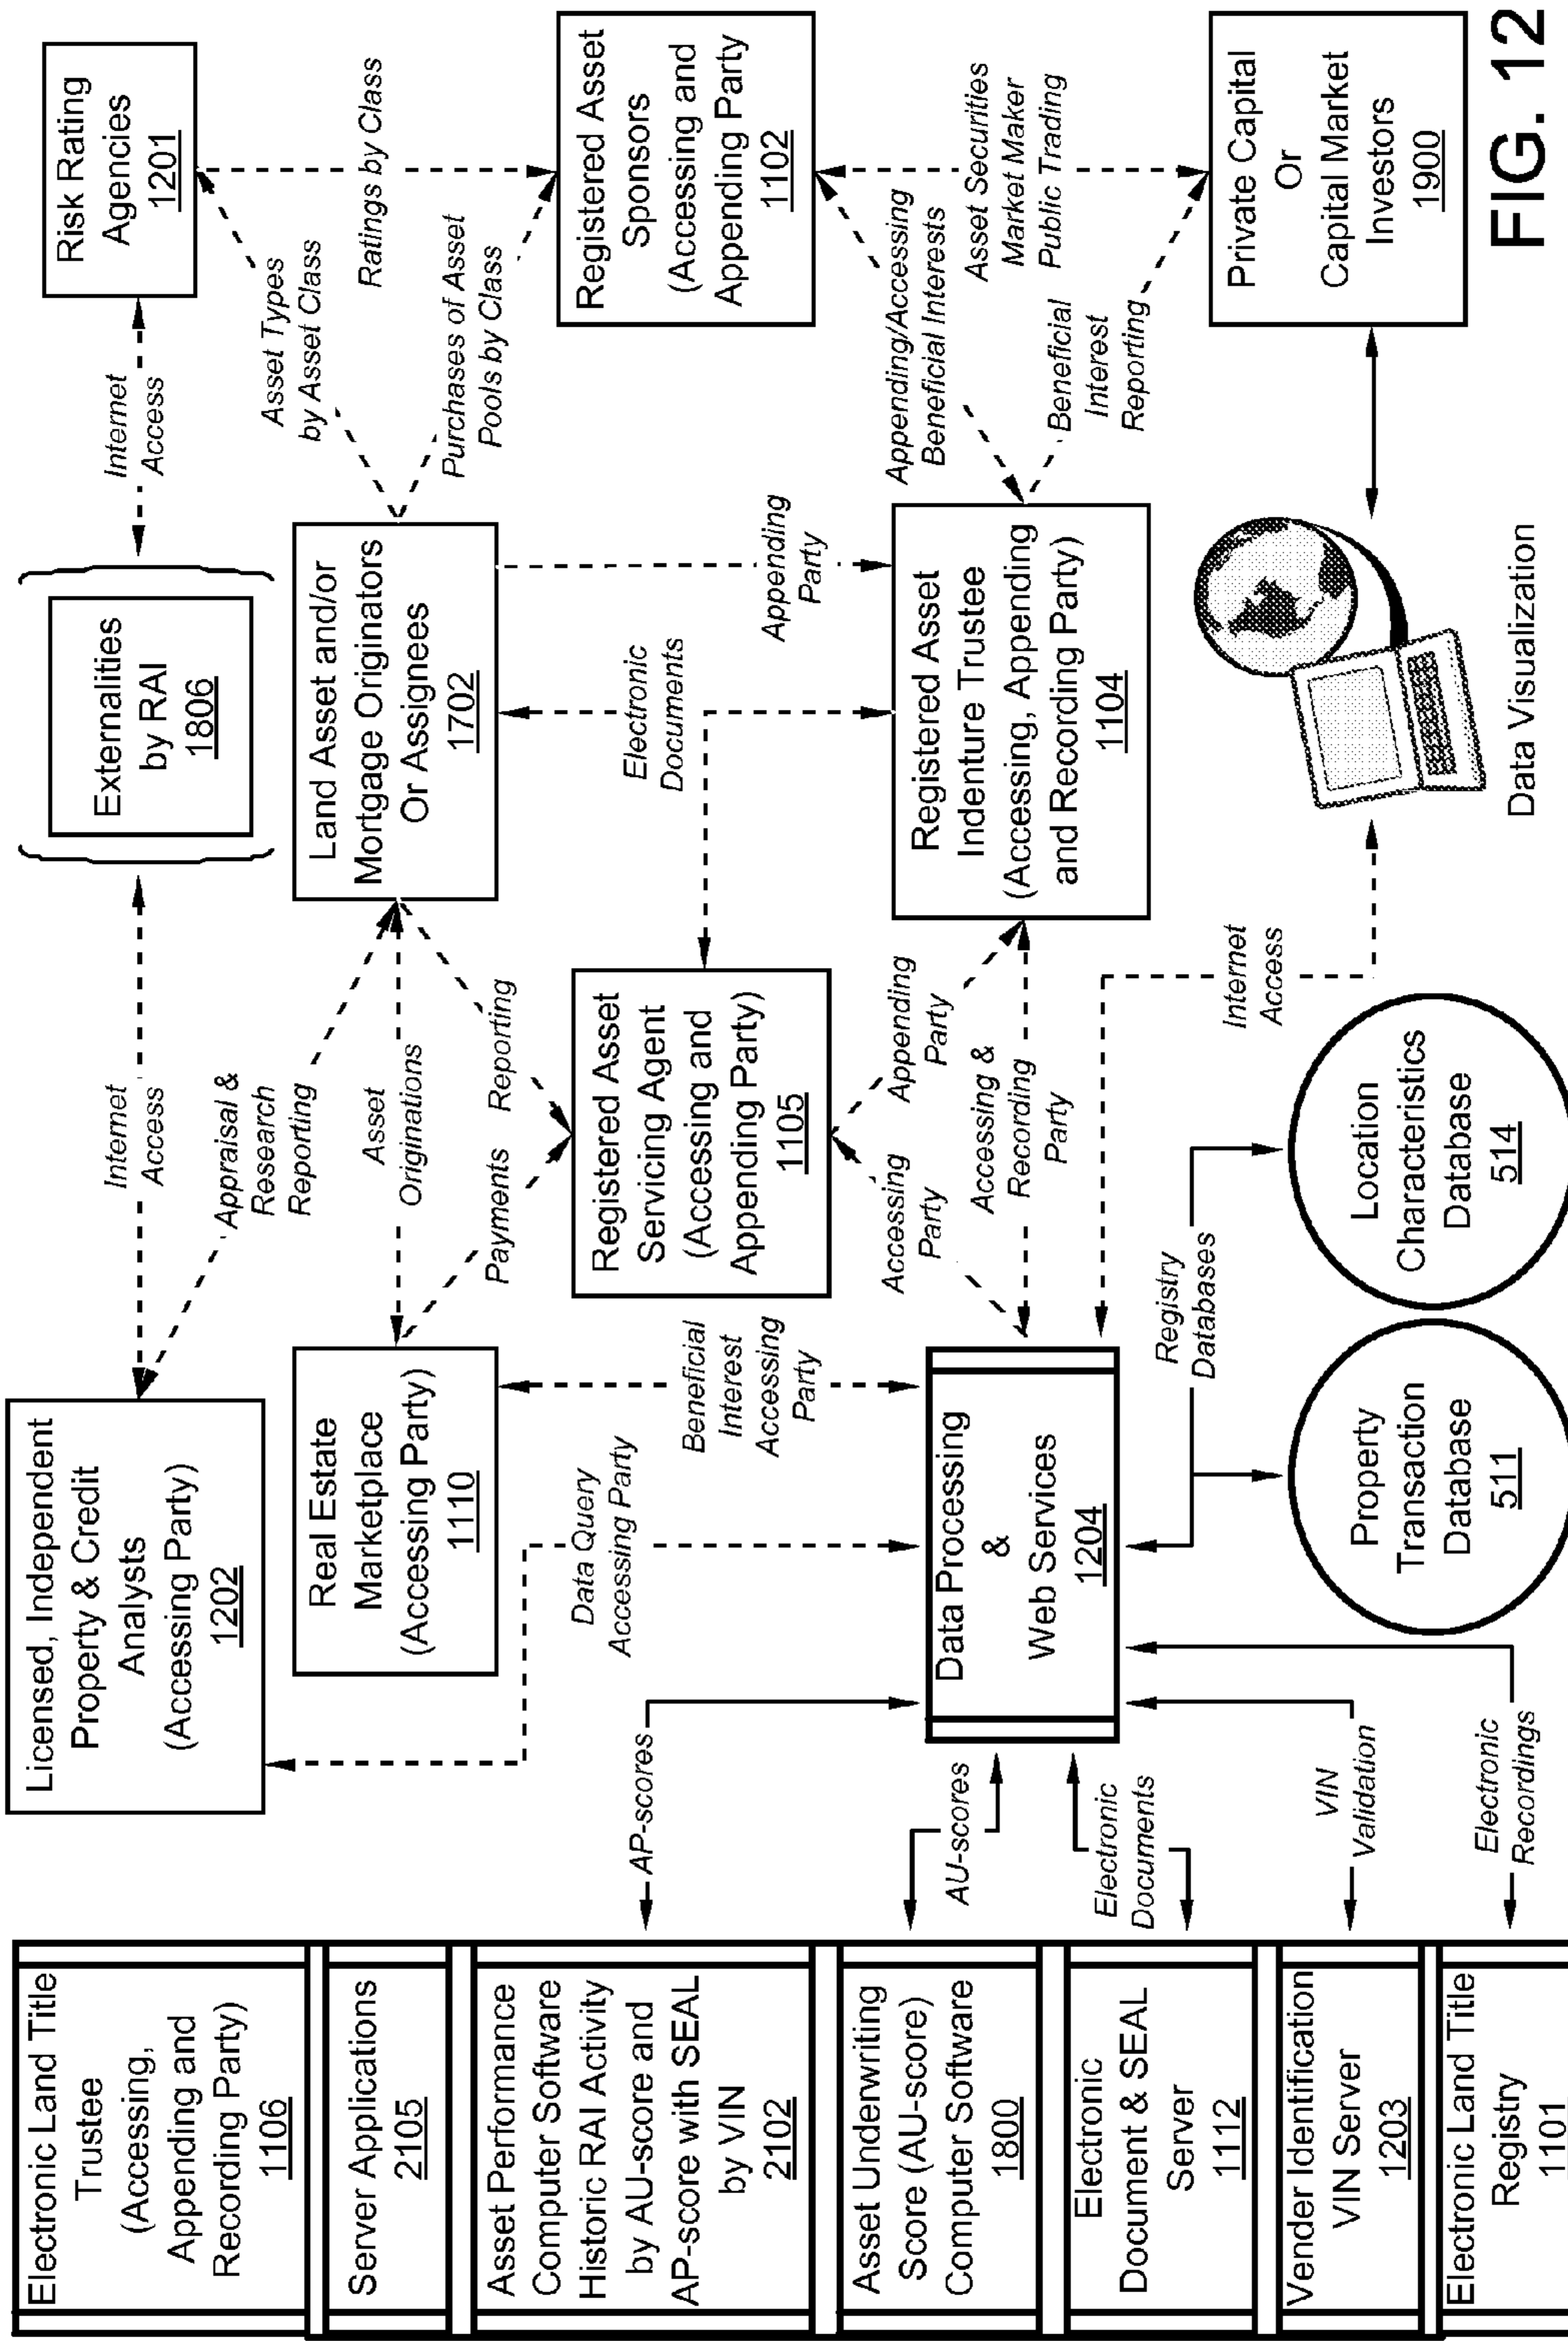 Electronic Land Title
Trustee
(Accessing,
Appending and
Recording Party)
1106
Server Applications
2105
Asset Performance
Computer Software
Historic RAI Activity
by AU-score and
AP-score with SEAL
by VIN
2102
Asset Underwriting
Score (AU-score)
Computer Software
1800
Electronic
Document & SEAL
Server
1112
Vender Identification
VIN Server
1203
Electronic Land Title
Registry
1101
AP-scores
AU-scores
Electronic
Documents
VIN
Validation
Electronic
Recordings
Licensed, Independent
Property & Credit
Analysts
(Accessing Party)
1202
Real Estate
Marketplace
(Accessing Party)
1110
Data Query
Accessing Party
Beneficial
Interest
Accessing
Party
Data Processing
&
Web Services
1204
Registry
Databases
Property
Transaction
Database
511
Location
Characteristics
Database
514
Internet
Access
Appraisal &
Research
Reporting
Asset
Originations
Payments
Reporting
Registered Asset
Servicing Agent
(Accessing and
Appending Party)
1105
Accessing
Party
Appending
Party
Accessing &
Recording
Party
Internet
Access
Externalities
by RAI
1806
Land Asset and/or
Mortgage Originators
Or Assignees
1702
Electronic
Documents
Appending
Party
Registered Asset
Indenture Trustee
(Accessing, Appending
and Recording Party)
1104
Data Visualization
Internet
Access
Asset Types
by Asset Class
Purchases of Asset
Pools by Class
Ratings by Class
Appending/Accessing
Beneficial Interests
Beneficial
Interest
Reporting
Asset Securities
Market Maker
Public Trading
Risk Rating
Agencies
1201
Registered Asset
Sponsors
(Accessing and
Appending Party)
1102
Private Capital
Or
Capital Market
Investors
1900
FIG. 12